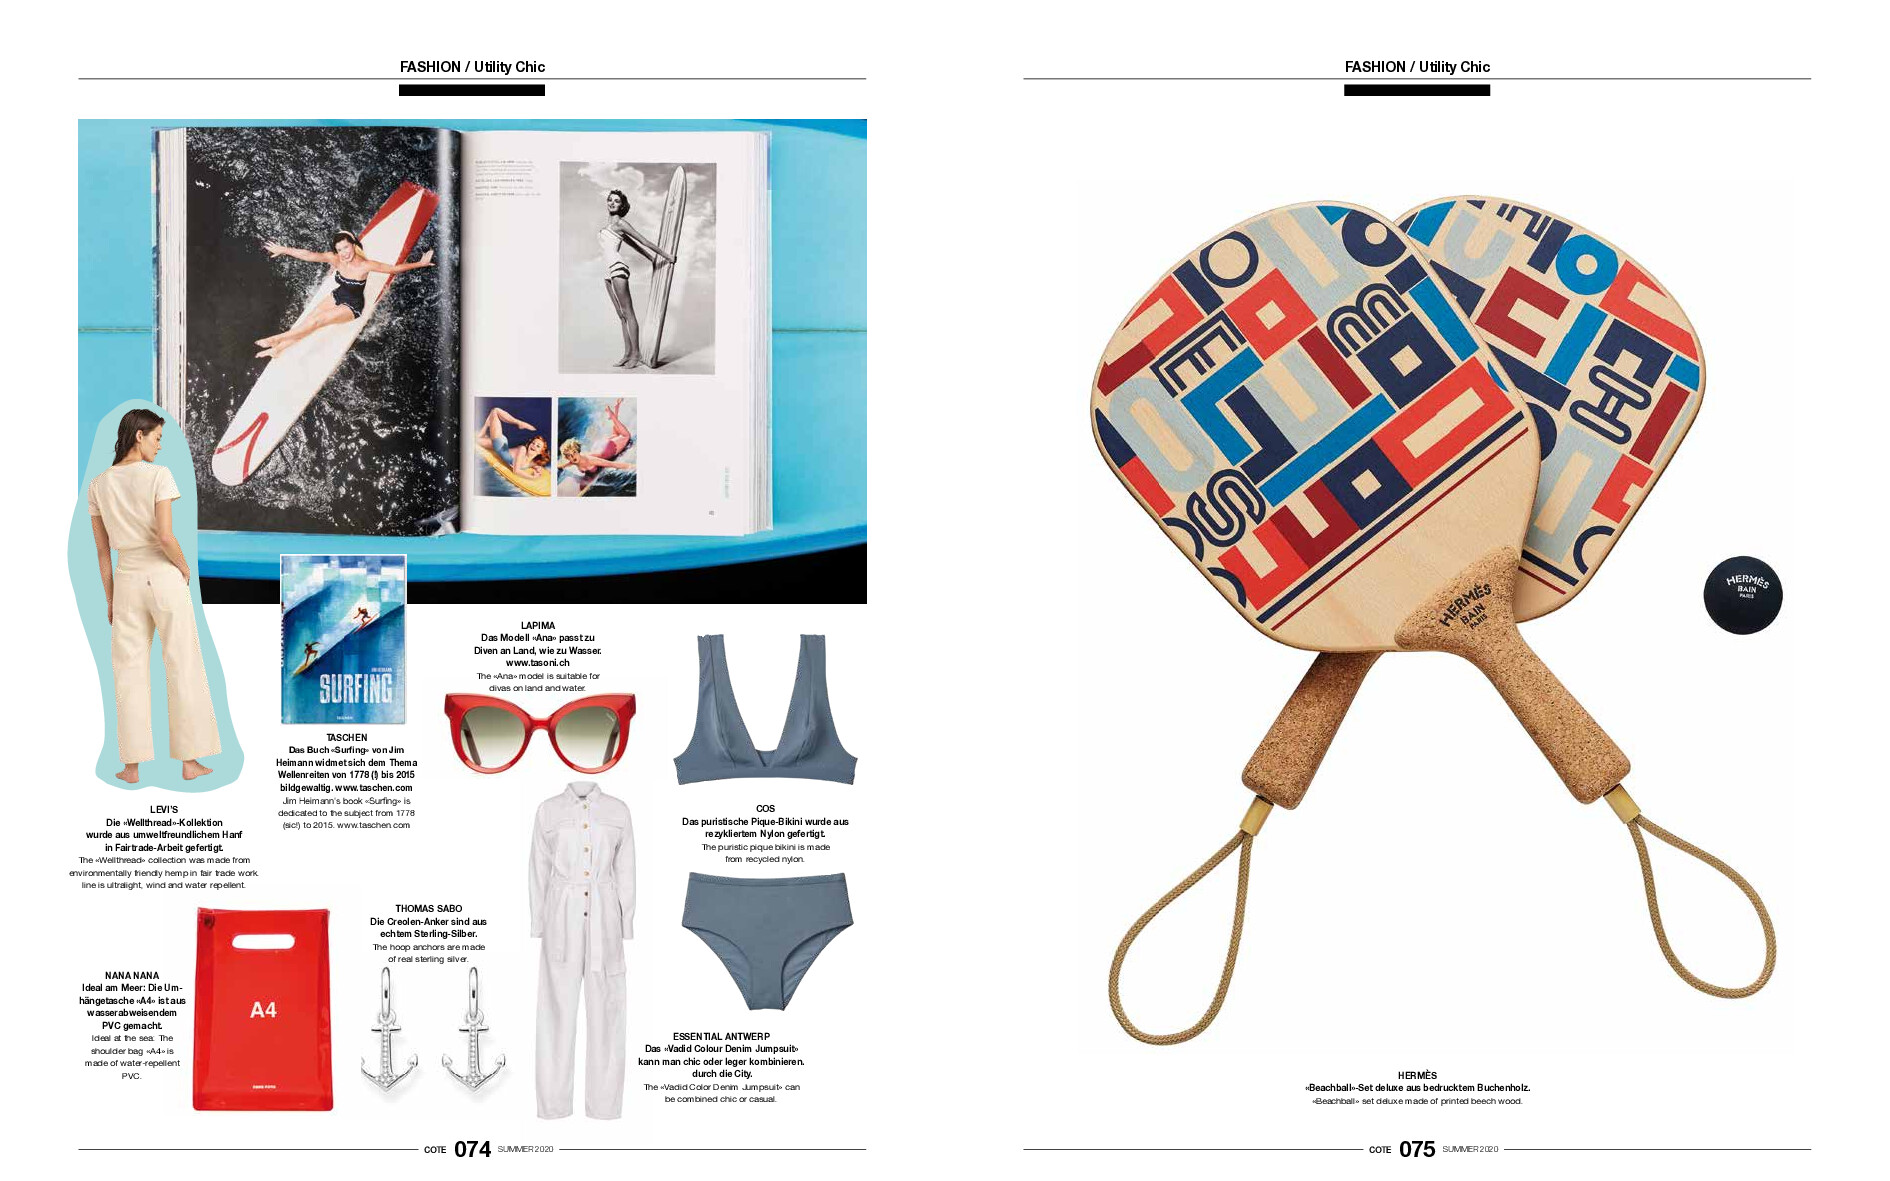 FASHION / Utility Chic
JIM HEIMANN
SURFING
TASCHEN
LAPIMA
Das Modell «Ana» passt zu
Diven an Land, wie zu Wasser.
www.tasoni.ch
The «Ana» model is suitable for
divas on land and water.
TASCHEN
Das Buch «Surfing» von Jim
Heimann widmet sich dem Thema
Wellenreiten von 1778 (!) bis 2015
bildgewaltig. www.taschen.com
Jim Heimann's book «Surfing» is
dedicated to the subject from 1778
(sic!) to 2015. www.taschen.com
LEVI'S
Die «Wellthread»-Kollektion
wurde aus umweltfreundlichem Hanf
in Fairtrade-Arbeit gefertigt.
The «Wellthread» collection was made from
environmentally friendly hemp in fair trade work.
line is ultralight, wind and water repellent.
COS
Das puristische Pique-Bikini wurde aus
rezykliertem Nylon gefertigt.
The puristic pique bikini is made
from recycled nylon.
THOMAS SABO
Die Creolen-Anker sind aus
echtem Sterling-Silber.
The hoop anchors are made
of real sterling silver.
NANA NANA
Ideal am Meer: Die Um-
hängetasche «A4» ist aus
wasserabweisendem
PVC gemacht.
Ideal at the sea: The
shoulder bag «A4» is
made of water-repellent
PVC.
A4
NANA NANA
ESSENTIAL ANTWERP
Das «Vadid Colour Denim Jumpsuit»
kann man chic oder leger kombinieren.
durch die City.
The «Vadid Color Denim Jumpsuit» can
be combined chic or casual.
COTE 074 SUMMER 2020
FASHION / Utility Chic
HERMÈS
BAIN
PARIS
HERMÈS
BAIN
PARIS
HERMÈS
«Beachball»-Set deluxe aus bedrucktem Buchenholz.
«Beachball» set deluxe made of printed beech wood.
COTE 075 SUMMER 2020